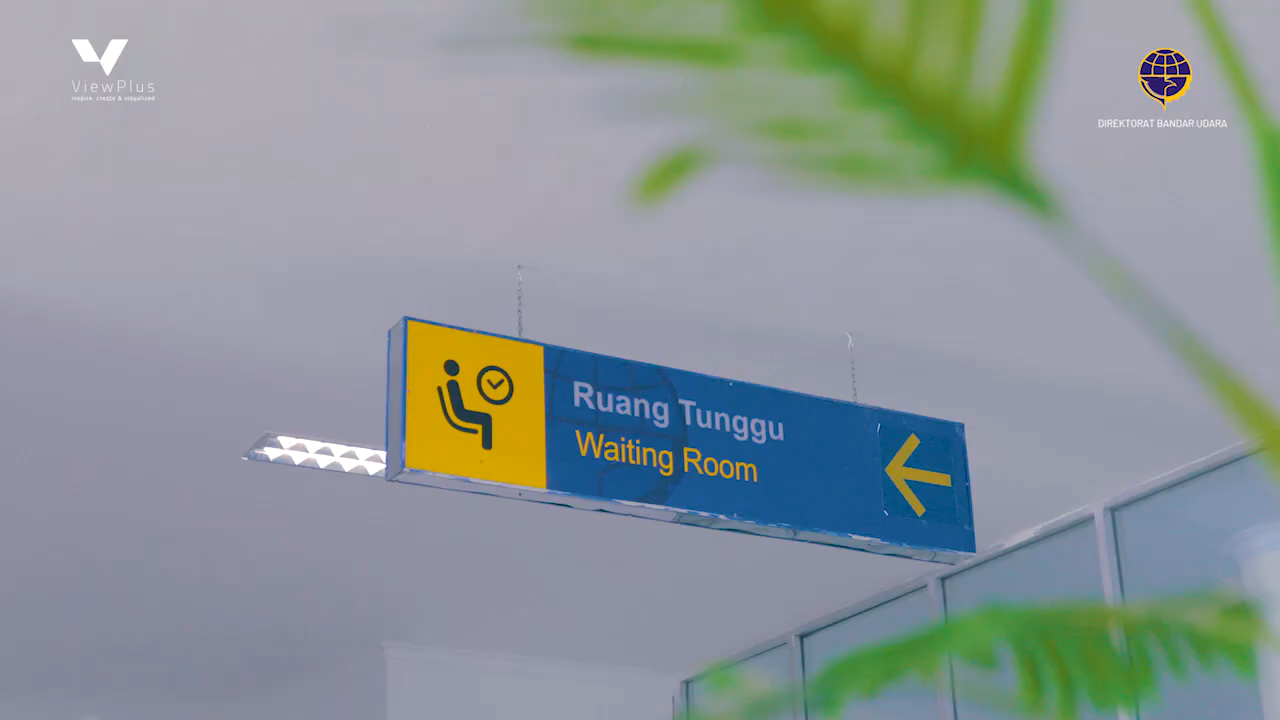 ViewPlus
inspire, create & visualized
DIREKTORAT BANDAR UDARA
Ruang Tunggu
Waiting Room